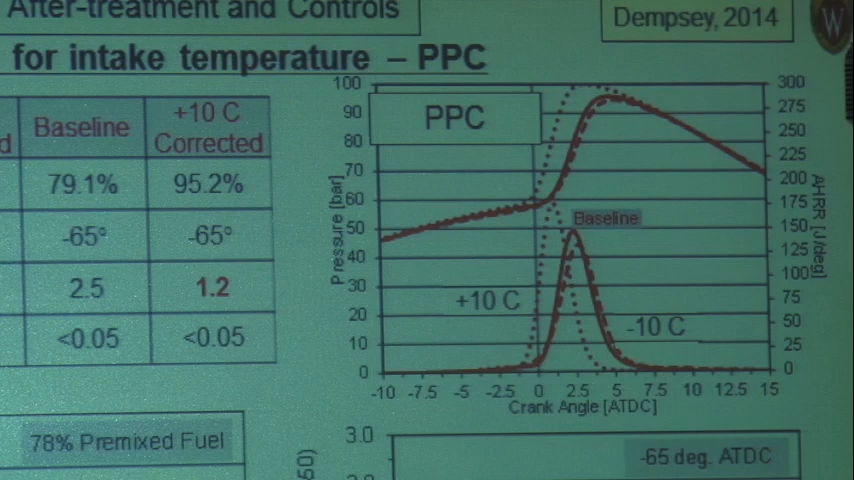 After-treatment and Controls
Dempsey, 2014
W
for intake temperature – PPC
d Baseline +10 C Corrected
79.1% 95.2%
-65° -65°
2.5 1.2
<0.05 <0.05
78% Premixed Fuel
PPC
Pressure [bar]
100
90
80
70
60
50
40
30
20
10
0
300
275
250
225
200
175
150
125
100
75
50
25
0
AHRR [J/deg]
Baseline
+10 C
-10 C
-10 -7.5 -5 -2.5 0 2.5 5 7.5 10 12.5 15
Crank Angle [ATDC]
3.0
50)
-65 deg. ATDC